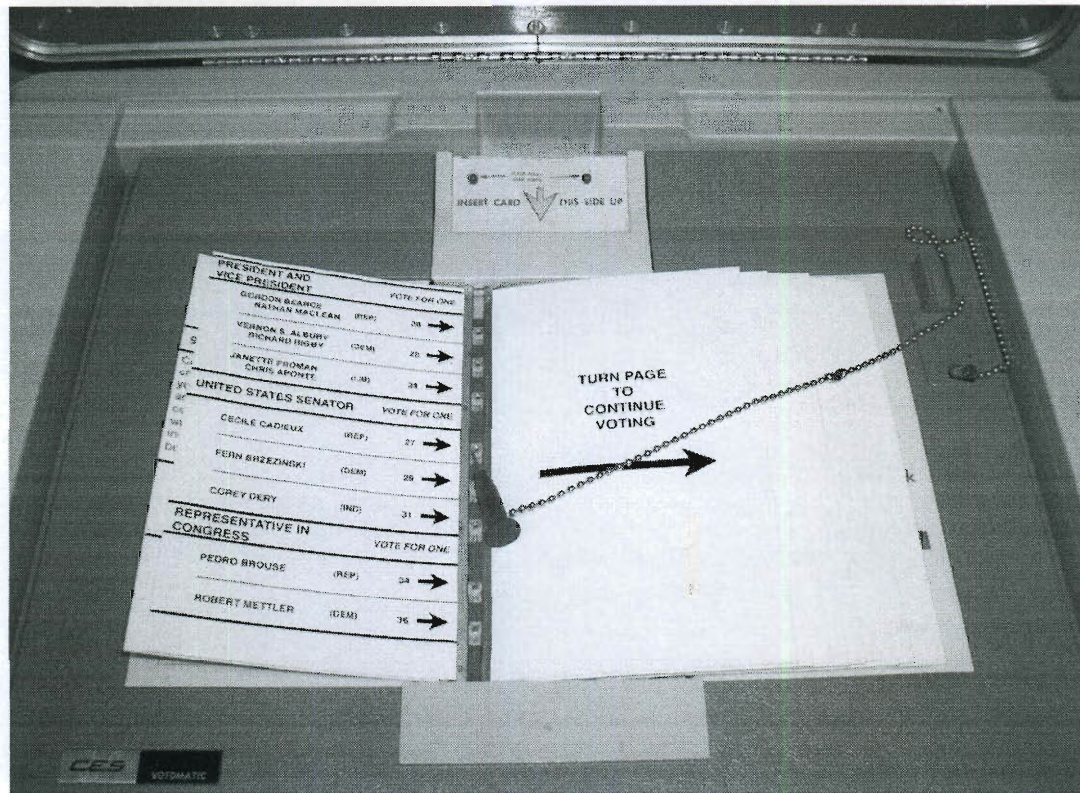 INSERT CARD THIS SIDE UP
PRESIDENT AND
VICE PRESIDENT VOTE FOR ONE
GORDON BEARCE
NATHAN MACLEAN (REP)
VERNON S. ALBURY
RICHARD RIGBY (DEM)
JANETTE FROMAN
CHRIS APONTE (LIB)
UNITED STATES SENATOR VOTE FOR ONE
CECILE CADIEUX (REP) 27
FERN BRZEZINSKI (DEM) 29
COREY DERY (IND) 31
REPRESENTATIVE IN
CONGRESS VOTE FOR ONE
PEDRO BROUSE (REP) 34
ROBERT METTLER (DEM) 36
TURN PAGE
TO
CONTINUE
VOTING
k
CES VOTOMATIC